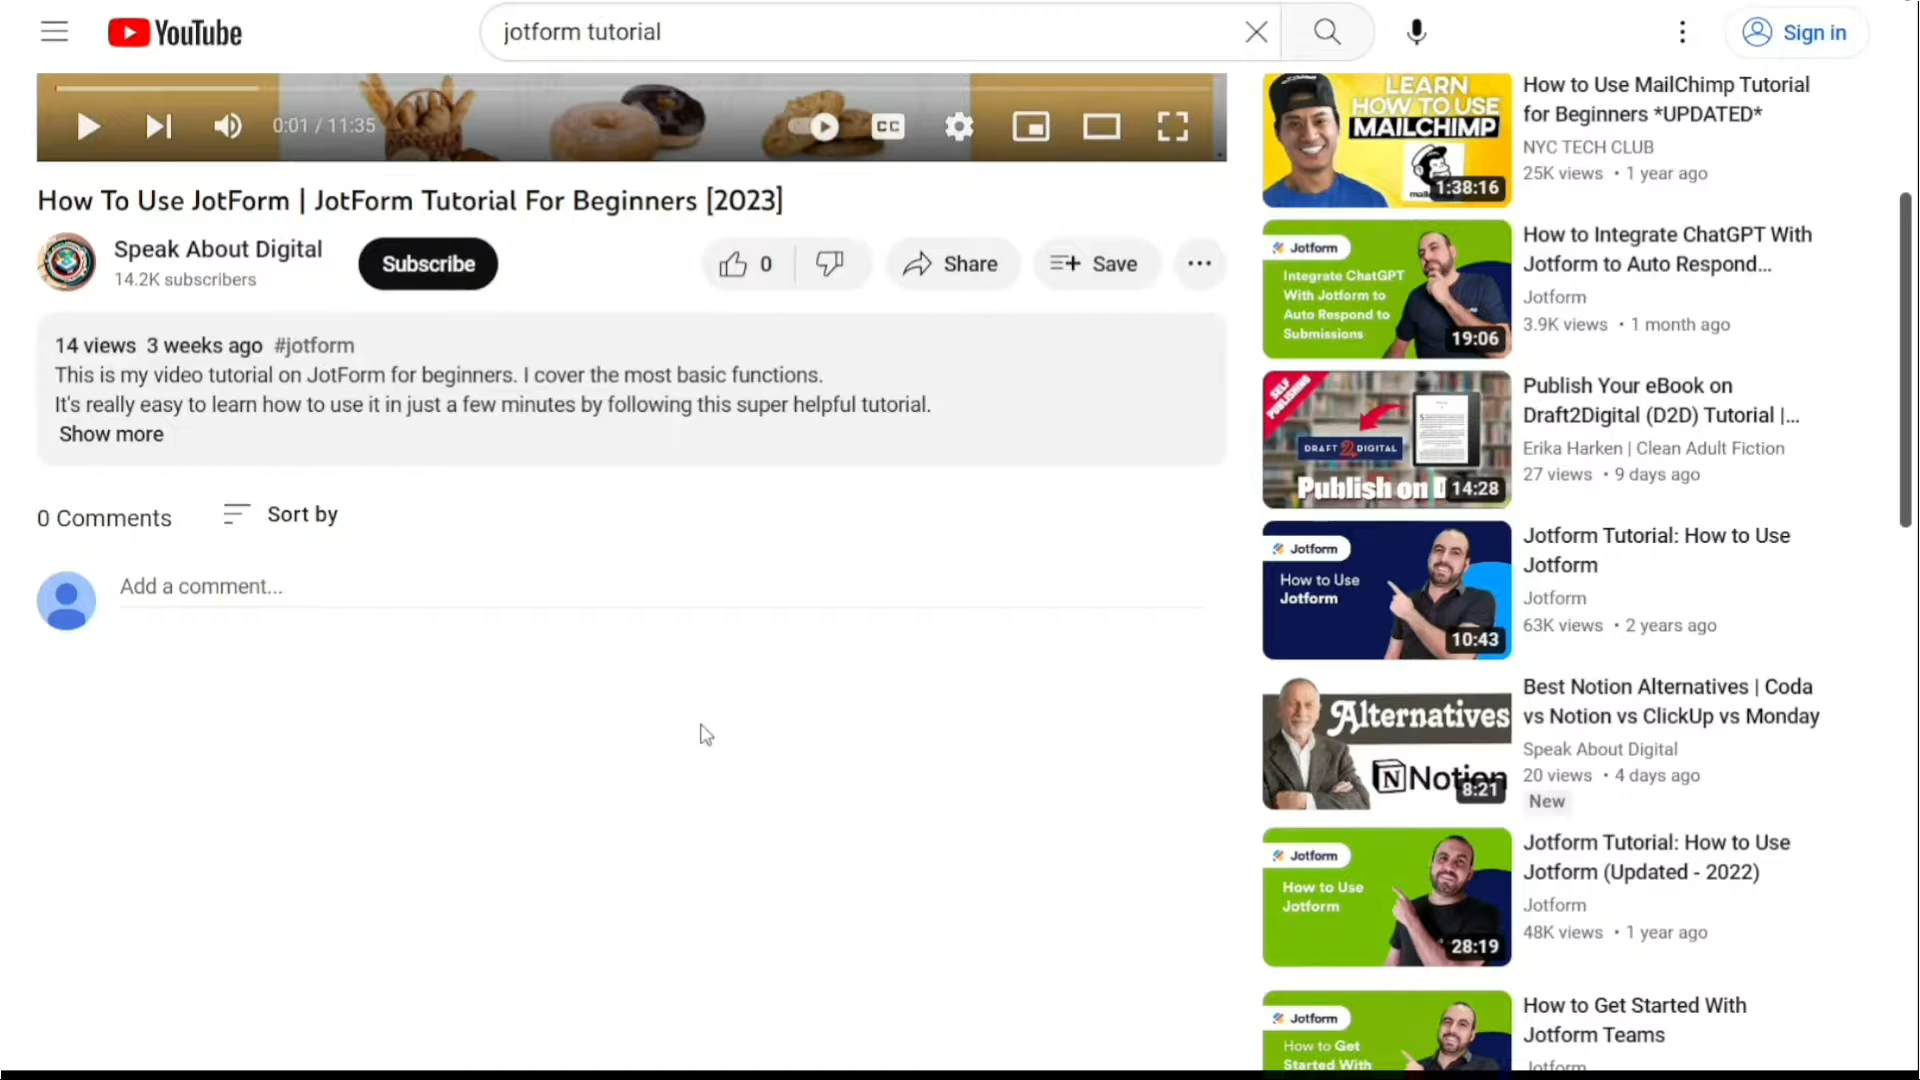 YouTube
jotform tutorial
Sign in
0:01 / 11:35
CC
How To Use JotForm | JotForm Tutorial For Beginners [2023]
Speak About Digital
14.2K subscribers
Subscribe
0
Share
Save
14 views 3 weeks ago #jotform
This is my video tutorial on JotForm for beginners. I cover the most basic functions.
It's really easy to learn how to use it in just a few minutes by following this super helpful tutorial.
Show more
0 Comments
Sort by
Add a comment...
LEARN
HOW TO USE
MAILCHIMP
1:38:16
How to Use MailChimp Tutorial
for Beginners *UPDATED*
NYC TECH CLUB
25K views • 1 year ago
Jotform
Integrate ChatGPT
With Jotform to
Auto Respond to
Submissions
19:06
How to Integrate ChatGPT With
Jotform to Auto Respond...
Jotform
3.9K views • 1 month ago
SELF
PUBLISHING
DRAFT 2 DIGITAL
Publish on D
14:28
Publish Your eBook on
Draft2Digital (D2D) Tutorial |...
Erika Harken | Clean Adult Fiction
27 views • 9 days ago
Jotform
How to Use
Jotform
10:43
Jotform Tutorial: How to Use
Jotform
Jotform
63K views • 2 years ago
Alternatives
Notion
8:21
Best Notion Alternatives | Coda
vs Notion vs ClickUp vs Monday
Speak About Digital
20 views • 4 days ago
New
Jotform
How to Use
Jotform
28:19
Jotform Tutorial: How to Use
Jotform (Updated - 2022)
Jotform
48K views • 1 year ago
Jotform
How to Get
Started With
How to Get Started With
Jotform Teams
Jotform